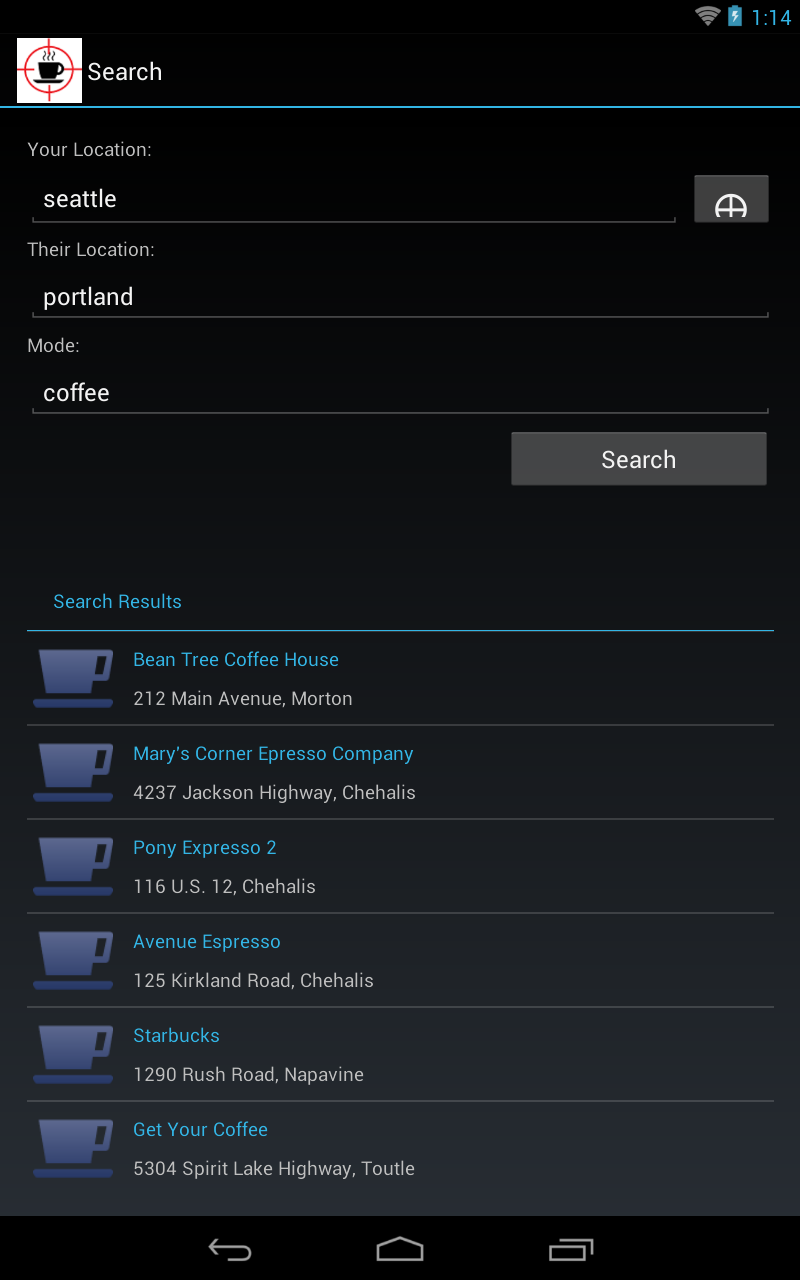 1:14
Search
Your Location:
seattle
Their Location:
portland
Mode:
coffee
Search
Search Results
Bean Tree Coffee House
212 Main Avenue, Morton
Mary's Corner Epresso Company
4237 Jackson Highway, Chehalis
Pony Expresso 2
116 U.S. 12, Chehalis
Avenue Espresso
125 Kirkland Road, Chehalis
Starbucks
1290 Rush Road, Napavine
Get Your Coffee
5304 Spirit Lake Highway, Toutle